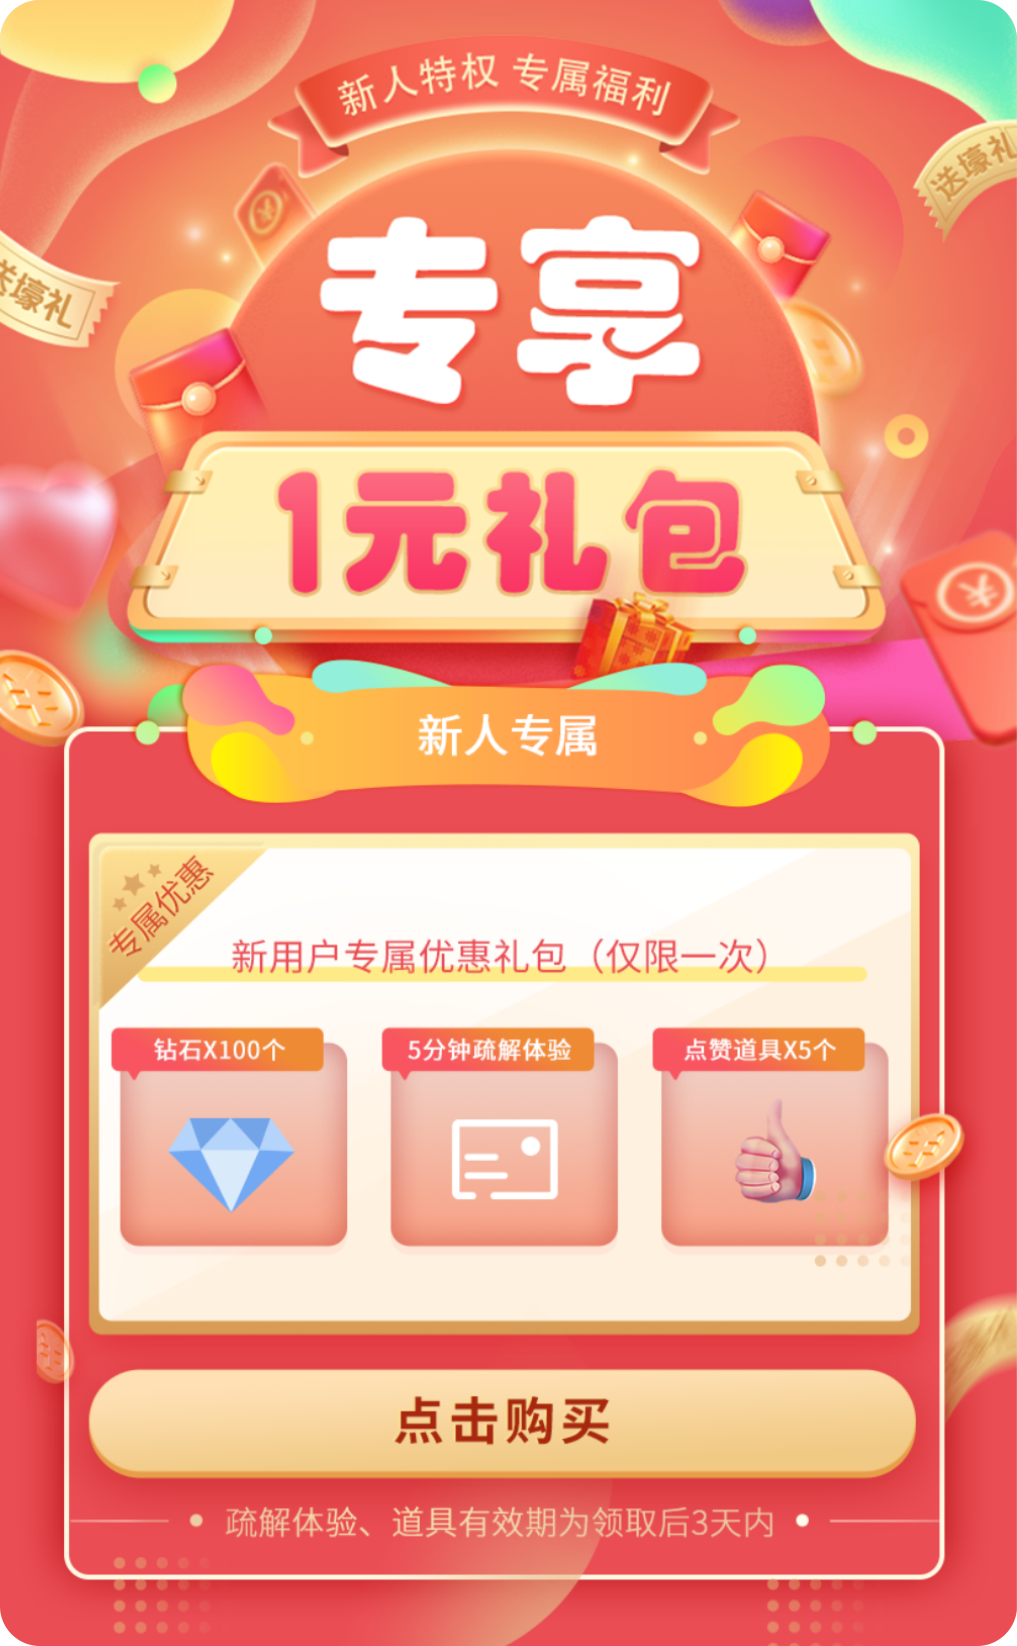 新人特权 专属福利
送壕礼
送壕礼
专享
1元礼包
新人专属
专属优惠
新用户专属优惠礼包（仅限一次）
钻石X100个
5分钟疏解体验
点赞道具X5个
点击购买
疏解体验、道具有效期为领取后3天内